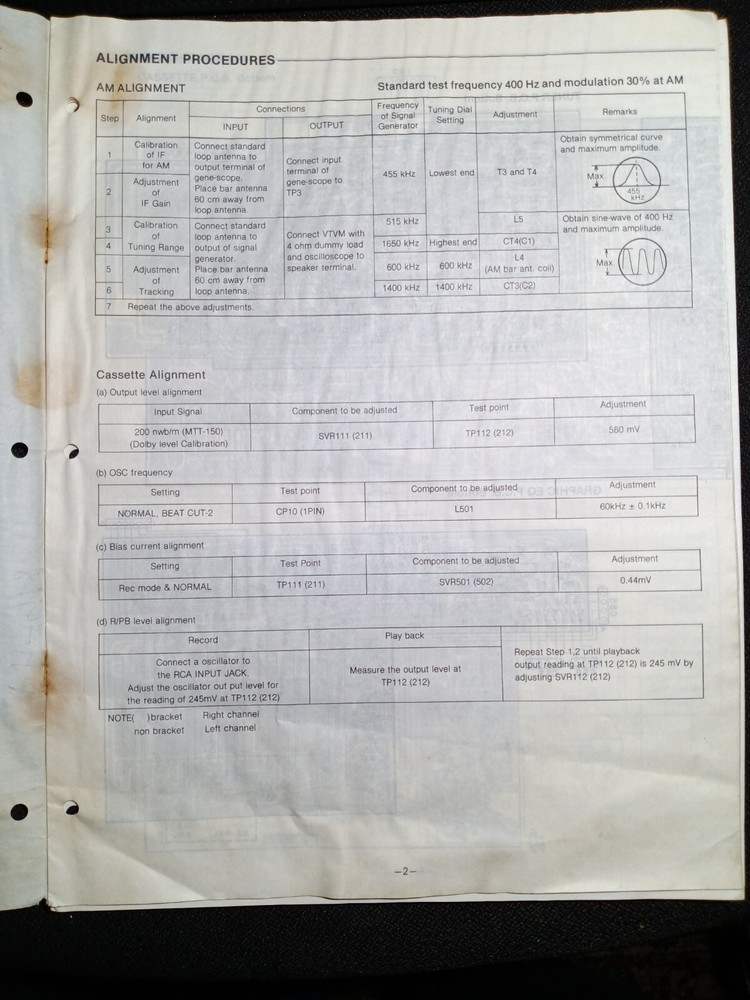 ALIGNMENT PROCEDURES
AM ALIGNMENT
Standard test frequency 400 Hz and modulation 30% at AM
Step Alignment Connections Frequency of Signal Generator Tuning Dial Setting Adjustment Remarks
INPUT OUTPUT
1 Calibration of IF for AM
2 Adjustment of IF Gain
Connect standard
loop antenna to
output terminal of
gene-scope.
Place bar antenna
60 cm away from
loop antenna.
Connect input
terminal of
gene-scope to
TP3.
455 kHz Lowest end T3 and T4
Obtain symmetrical curve
and maximum amplitude.
Max.
455
kHz
3 Calibration
of
4 Tuning Range
5 Adjustment
of
6 Tracking
Connect standard
loop antenna to
output of signal
generator.
Place bar antenna
60 cm away from
loop antenna.
Connect VTVM with
4 ohm dummy load
and oscilloscope to
speaker terminal.
515 kHz L5
1650 kHz Highest end CT4(C1)
600 kHz 600 kHz L4
(AM bar ant. coil)
1400 kHz 1400 kHz CT3(C2)
Obtain sine-wave of 400 Hz
and maximum amplitude.
Max.
7 Repeat the above adjustments.
Cassette Alignment
(a) Output level alignment
Input Signal Component to be adjusted Test point Adjustment
200 nwb/m (MTT-150)
(Dolby level Calibration)
SVR111 (211) TP112 (212) 580 mV
(b) OSC frequency
Setting Test point Component to be adjusted Adjustment
NORMAL, BEAT CUT-2 CP10 (1PIN) L501 60kHz ± 0.1kHz
(c) Bias current alignment
Setting Test Point Component to be adjusted Adjustment
Rec mode & NORMAL TP111 (211) SVR501 (502) 0.44mV
(d) R/PB level alignment
Record Play back
Connect a oscillator to
the RCA INPUT JACK.
Adjust the oscillator out put level for
the reading of 245mV at TP112 (212)
Measure the output level at
TP112 (212)
Repeat Step 1,2 until playback
output reading at TP112 (212) is 245 mV by
adjusting SVR112 (212)
NOTE( )bracket Right channel
non bracket Left channel
–2–